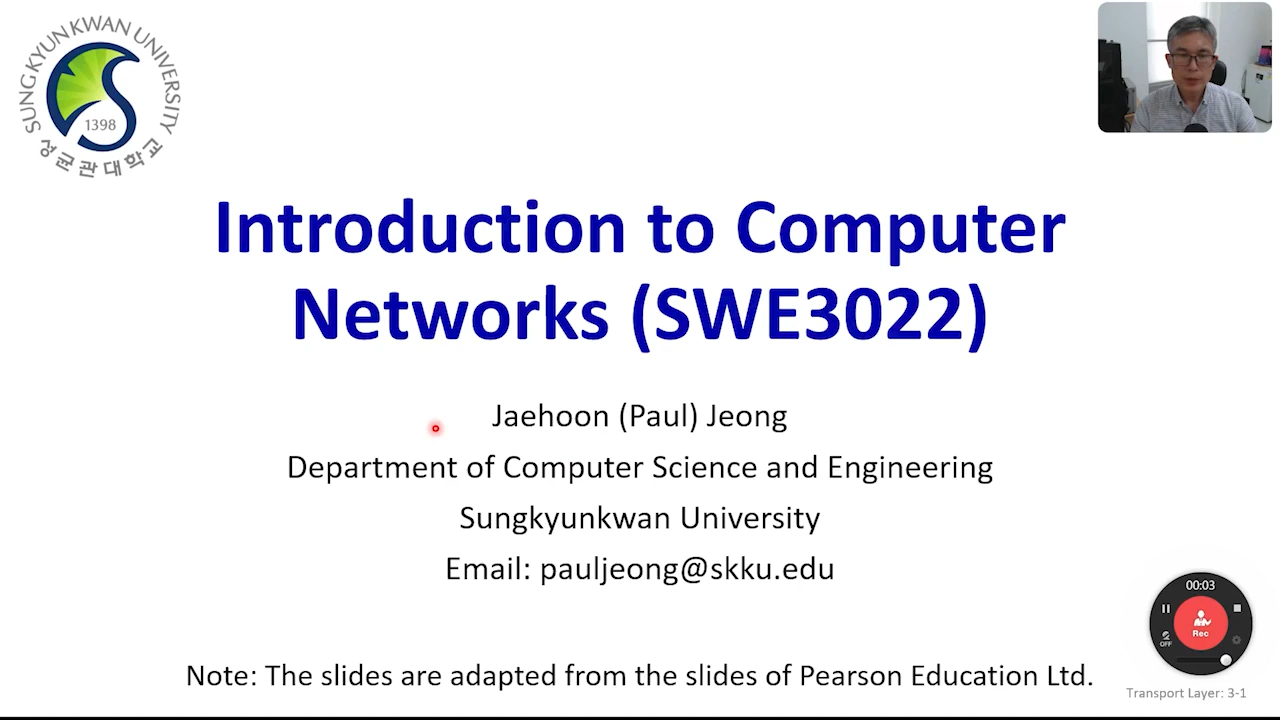 SUNGKYUNKWAN UNIVERSITY
1398
성균관대학교
Introduction to Computer
Networks (SWE3022)
Jaehoon (Paul) Jeong
Department of Computer Science and Engineering
Sungkyunkwan University
Email: pauljeong@skku.edu
00:03
Rec
OFF
Note: The slides are adapted from the slides of Pearson Education Ltd.
Transport Layer: 3-1